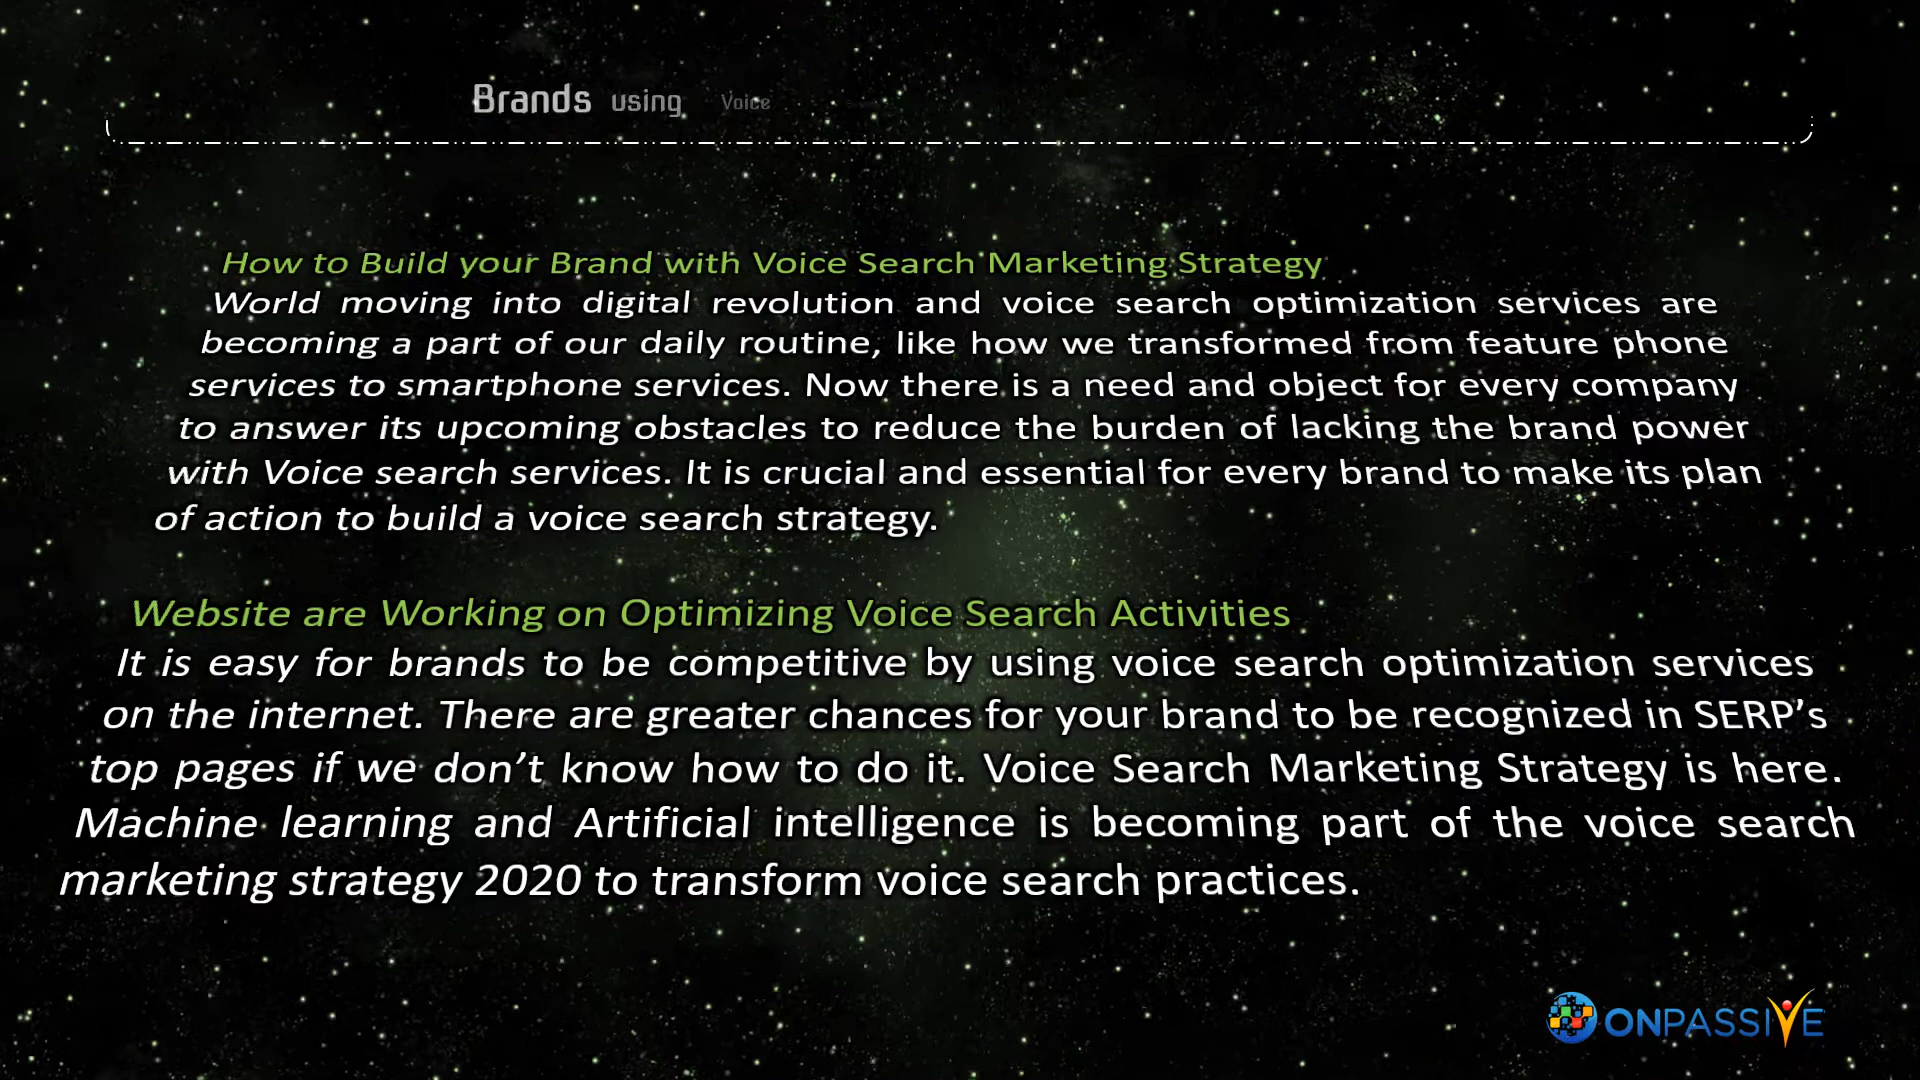 Brands using Voice
How to Build your Brand with Voice Search Marketing Strategy
World moving into digital revolution and voice search optimization services are
becoming a part of our daily routine, like how we transformed from feature phone
services to smartphone services. Now there is a need and object for every company
to answer its upcoming obstacles to reduce the burden of lacking the brand power
with Voice search services. It is crucial and essential for every brand to make its plan
of action to build a voice search strategy.
Website are Working on Optimizing Voice Search Activities
It is easy for brands to be competitive by using voice search optimization services
on the internet. There are greater chances for your brand to be recognized in SERP’s
top pages if we don’t know how to do it. Voice Search Marketing Strategy is here.
Machine learning and Artificial intelligence is becoming part of the voice search
marketing strategy 2020 to transform voice search practices.
ONPASSIVE